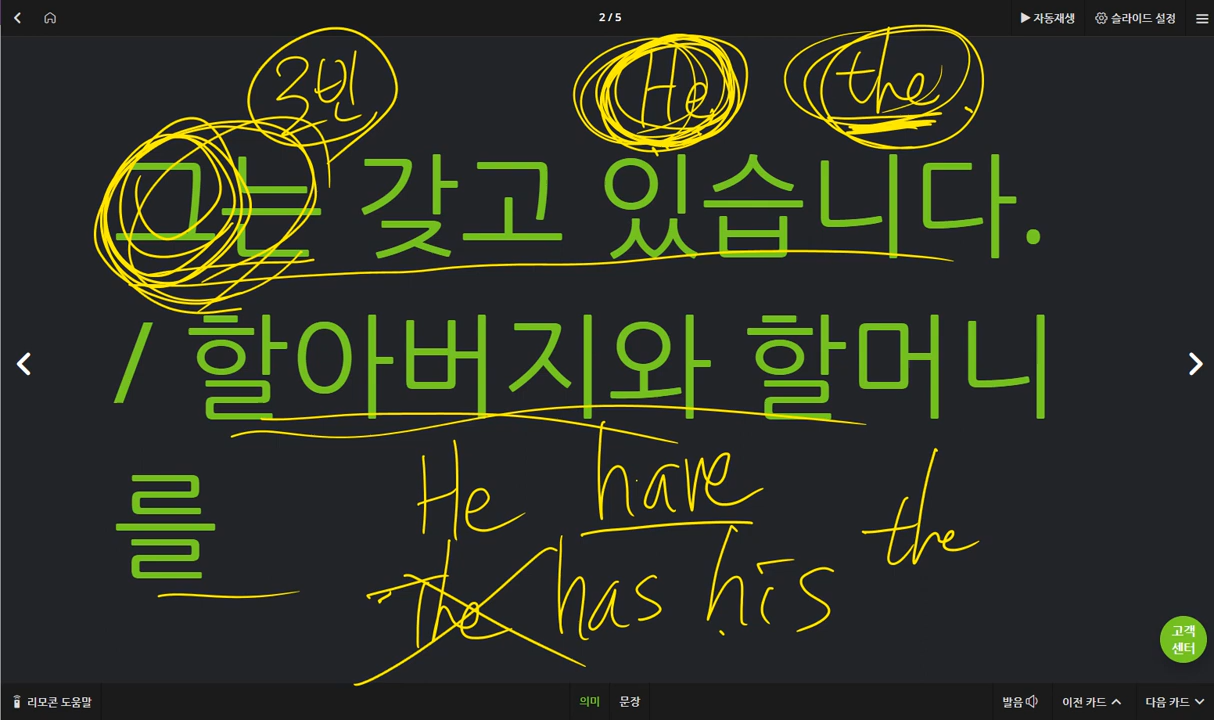 2 / 5
자동재생
슬라이드 설정
3인
He
the
그는 갖고 있습니다.
/ 할아버지와 할머니
를
He have
the
has his
고객
센터
리모콘 도움말
의미
문장
발음
이전 카드
다음 카드